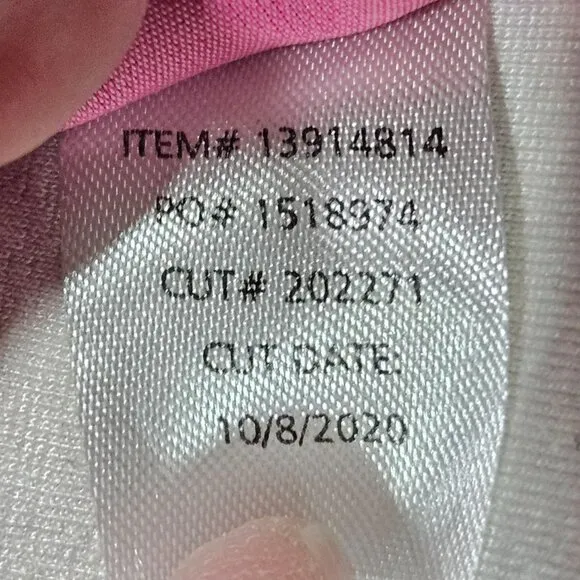 ITEM# 13914814
PO# 1518974
CUT# 202271
CUT DATE:
10/8/2020